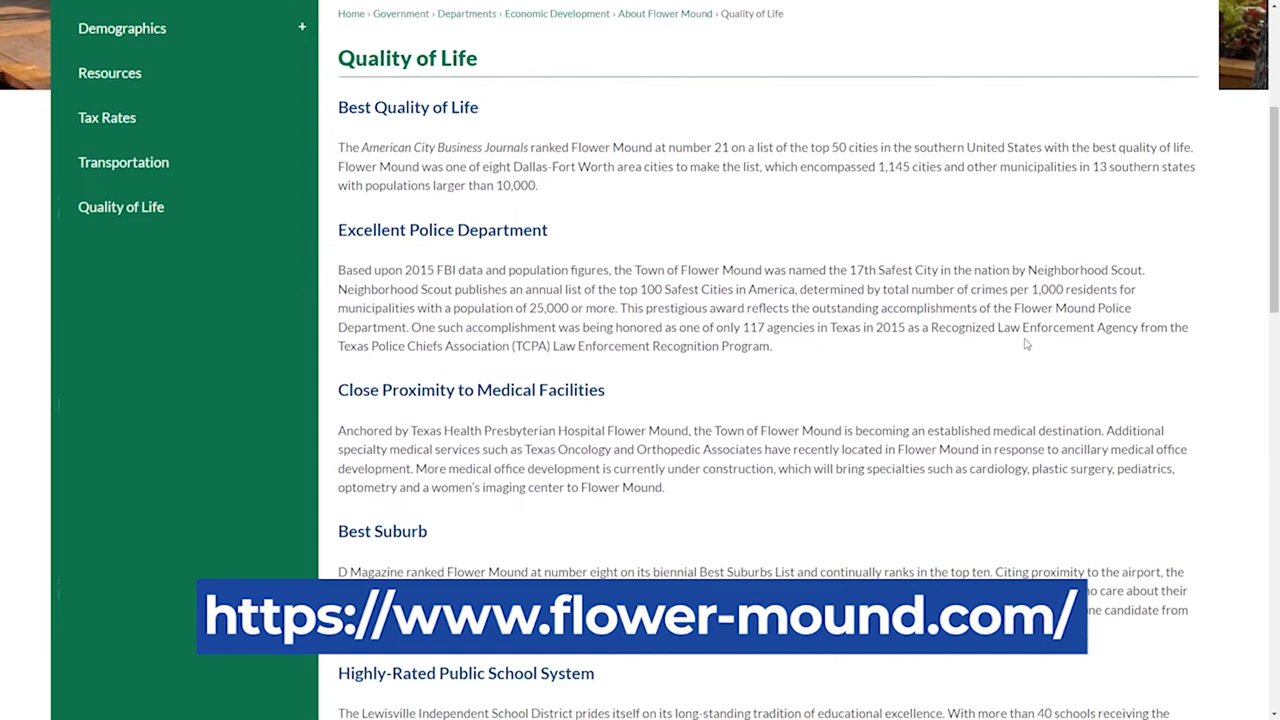 Home › Government › Departments › Economic Development › About Flower Mound › Quality of Life
Demographics +
Resources
Tax Rates
Transportation
Quality of Life
Quality of Life
Best Quality of Life
The American City Business Journals ranked Flower Mound at number 21 on a list of the top 50 cities in the southern United States with the best quality of life.
Flower Mound was one of eight Dallas-Fort Worth area cities to make the list, which encompassed 1,145 cities and other municipalities in 13 southern states
with populations larger than 10,000.
Excellent Police Department
Based upon 2015 FBI data and population figures, the Town of Flower Mound was named the 17th Safest City in the nation by Neighborhood Scout.
Neighborhood Scout publishes an annual list of the top 100 Safest Cities in America, determined by total number of crimes per 1,000 residents for
municipalities with a population of 25,000 or more. This prestigious award reflects the outstanding accomplishments of the Flower Mound Police
Department. One such accomplishment was being honored as one of only 117 agencies in Texas in 2015 as a Recognized Law Enforcement Agency from the
Texas Police Chiefs Association (TCPA) Law Enforcement Recognition Program.
Close Proximity to Medical Facilities
Anchored by Texas Health Presbyterian Hospital Flower Mound, the Town of Flower Mound is becoming an established medical destination. Additional
specialty medical services such as Texas Oncology and Orthopedic Associates have recently located in Flower Mound in response to ancillary medical office
development. More medical office development is currently under construction, which will bring specialties such as cardiology, plastic surgery, pediatrics,
optometry and a women's imaging center to Flower Mound.
Best Suburb
D Magazine ranked Flower Mound at number eight on its biennial Best Suburbs List and continually ranks in the top ten. Citing proximity to the airport, the
care about their
candidate from
https://www.flower-mound.com/
Highly-Rated Public School System
The Lewisville Independent School District prides itself on its long-standing tradition of educational excellence. With more than 40 schools receiving the